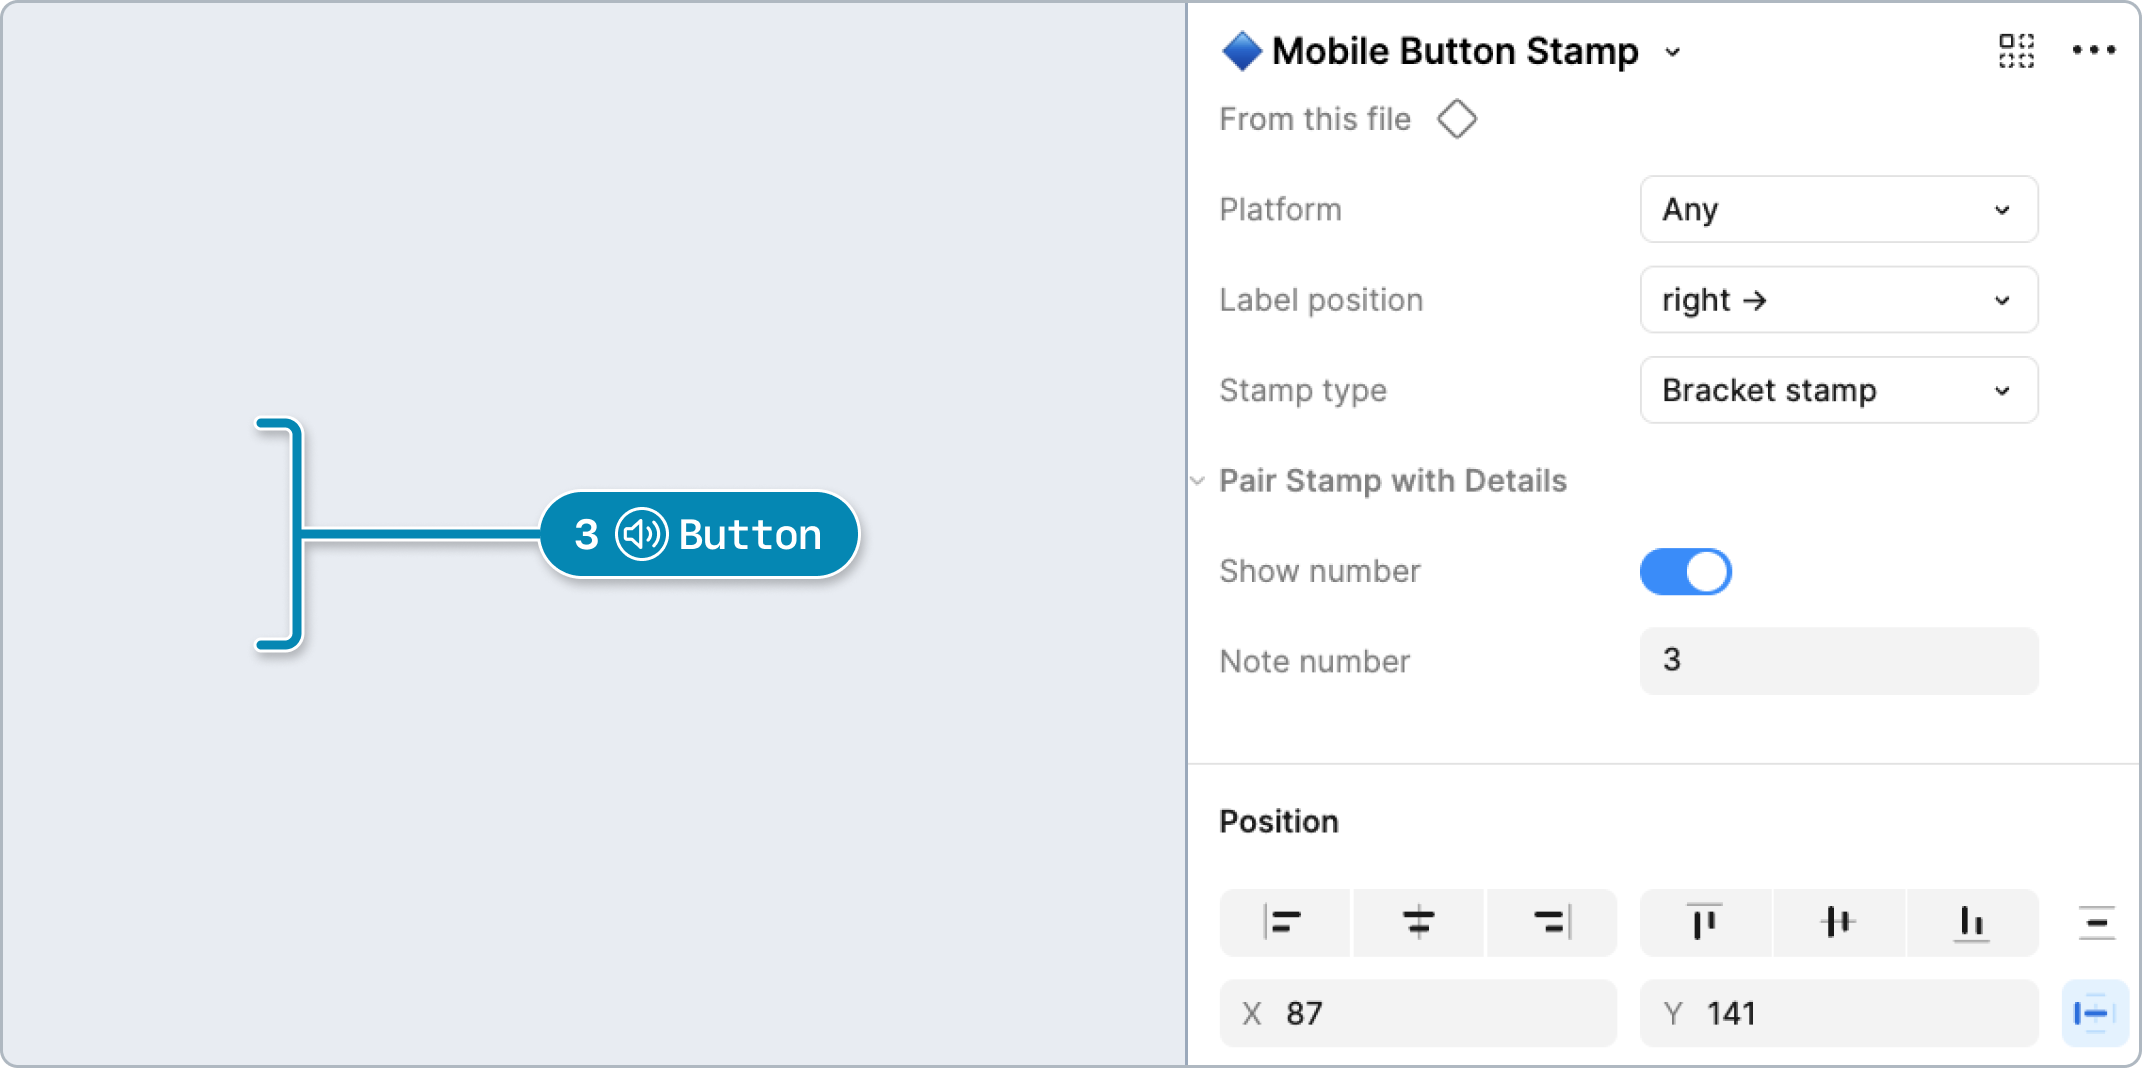 3 Button
Mobile Button Stamp
From this file
Platform Any
Label position right →
Stamp type Bracket stamp
Pair Stamp with Details
Show number
Note number 3
Position
X 87 Y 141